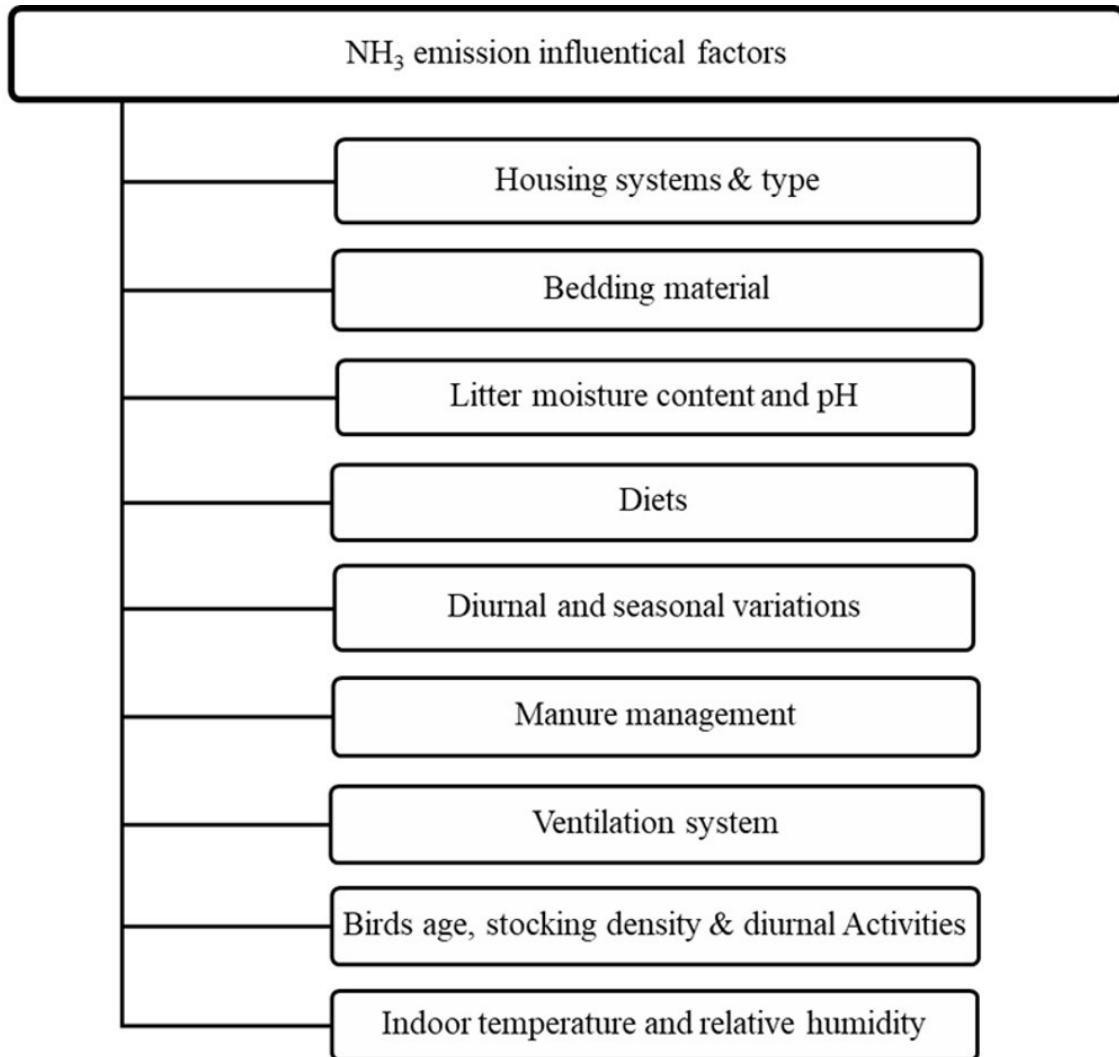 NH₃ emission influentical factors
Housing systems & type
Bedding material
Litter moisture content and pH
Diets
Diurnal and seasonal variations
Manure management
Ventilation system
Birds age, stocking density & diurnal Activities
Indoor temperature and relative humidity